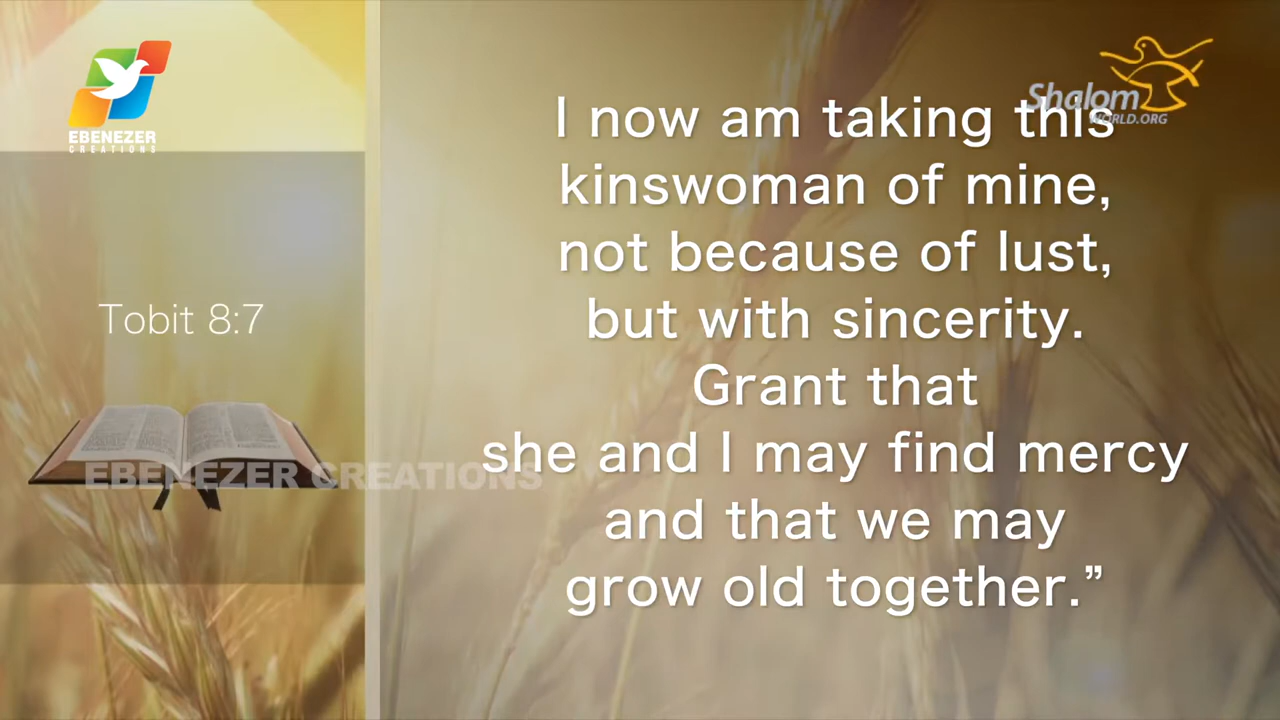 EBENEZER
CREATIONS
Tobit 8:7
EBENEZER CREATIONS
Shalom
WORLD.ORG
I now am taking this
kinswoman of mine,
not because of lust,
but with sincerity.
Grant that
she and I may find mercy
and that we may
grow old together.”